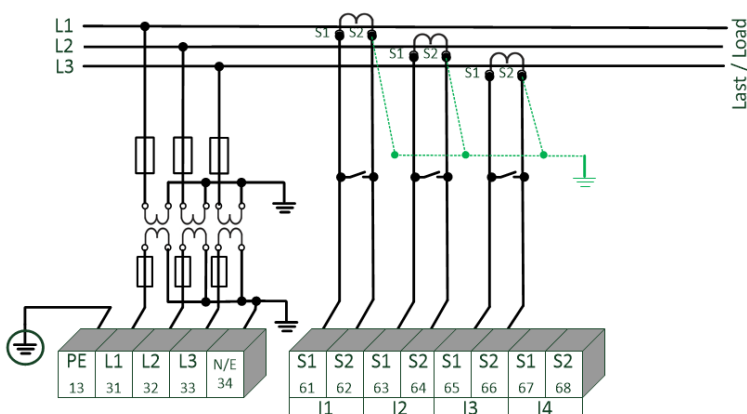 L1
L2
L3
S1 S2
S1 S2
S1 S2
Last / Load
PE L1 L2 L3 N/E
13 31 32 33 34
S1 S2 S1 S2 S1 S2 S1 S2
61 62 63 64 65 66 67 68
I1 I2 I3 I4